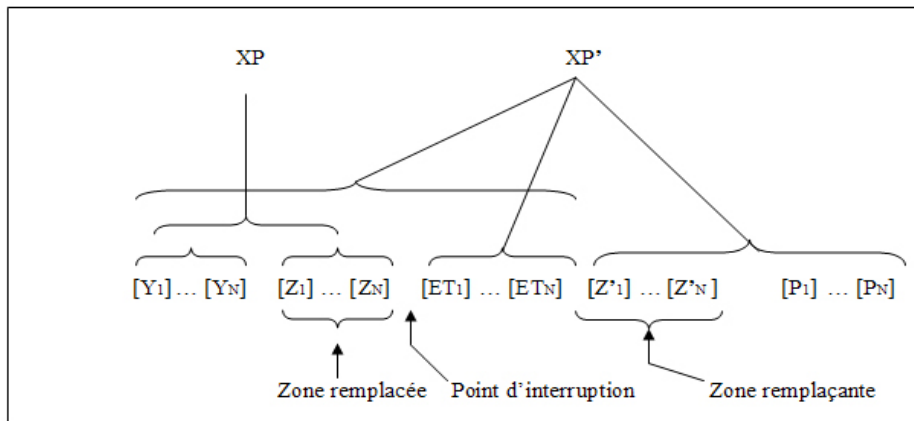 XP XP’
[Y1] … [YN] [Z1] … [ZN] [ET1] … [ETN] [Z’1] … [Z’N ] [P1] … [PN]
Zone remplacée Point d’interruption Zone remplaçante